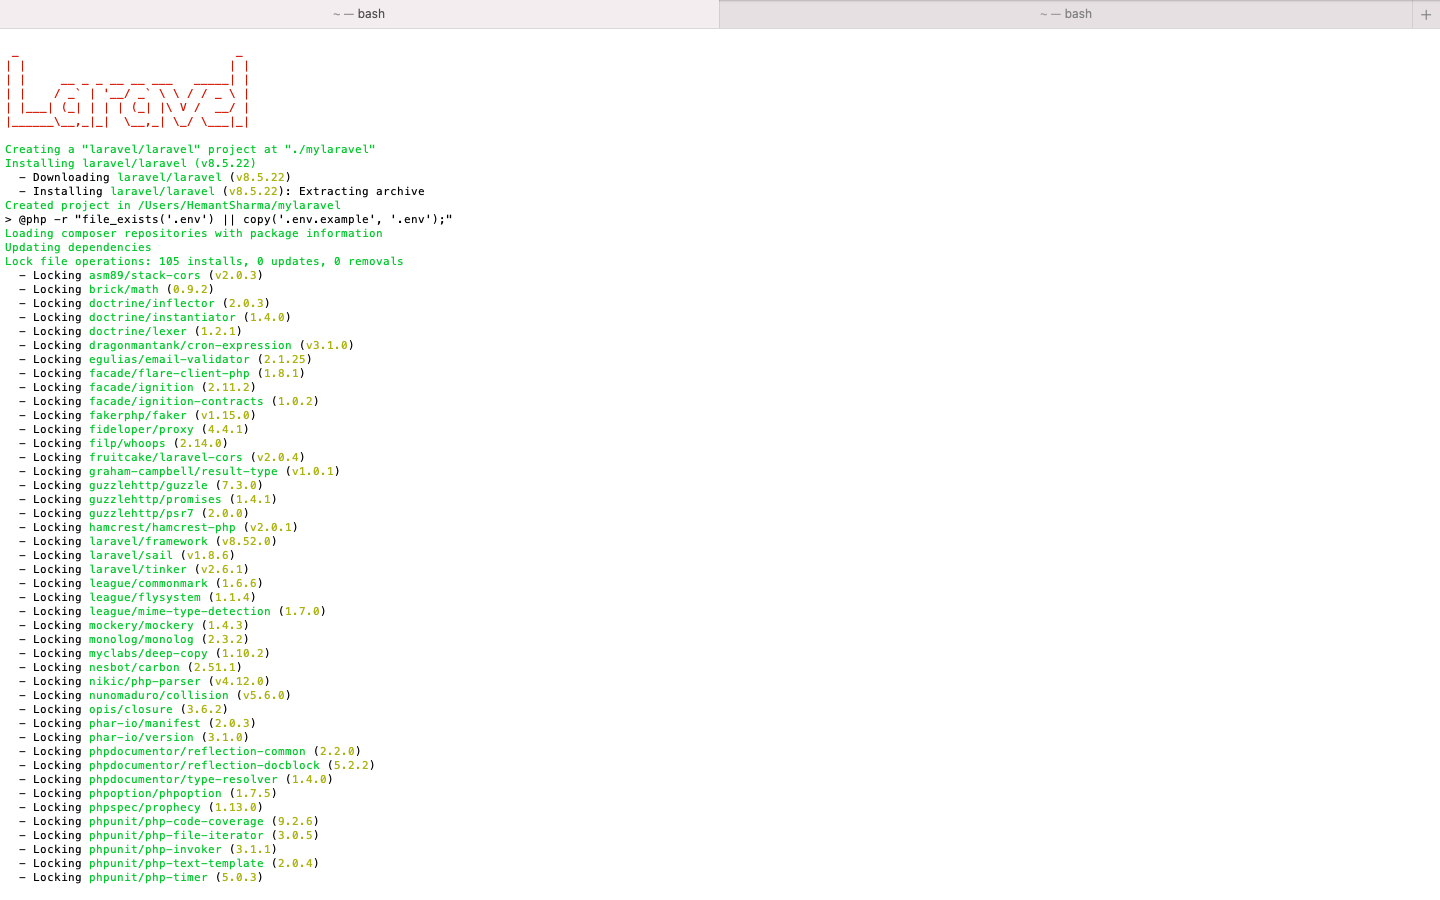 ~ — bash
~ — bash
+
Laravel
Creating a "laravel/laravel" project at "./mylaravel"
Installing laravel/laravel (v8.5.22)
  - Downloading laravel/laravel (v8.5.22)
  - Installing laravel/laravel (v8.5.22): Extracting archive
Created project in /Users/HemantSharma/mylaravel
> @php -r "file_exists('.env') || copy('.env.example', '.env');"
Loading composer repositories with package information
Updating dependencies
Lock file operations: 105 installs, 0 updates, 0 removals
  - Locking asm89/stack-cors (v2.0.3)
  - Locking brick/math (0.9.2)
  - Locking doctrine/inflector (2.0.3)
  - Locking doctrine/instantiator (1.4.0)
  - Locking doctrine/lexer (1.2.1)
  - Locking dragonmantank/cron-expression (v3.1.0)
  - Locking egulias/email-validator (2.1.25)
  - Locking facade/flare-client-php (1.8.1)
  - Locking facade/ignition (2.11.2)
  - Locking facade/ignition-contracts (1.0.2)
  - Locking fakerphp/faker (v1.15.0)
  - Locking fideloper/proxy (4.4.1)
  - Locking filp/whoops (2.14.0)
  - Locking fruitcake/laravel-cors (v2.0.4)
  - Locking graham-campbell/result-type (v1.0.1)
  - Locking guzzlehttp/guzzle (7.3.0)
  - Locking guzzlehttp/promises (1.4.1)
  - Locking guzzlehttp/psr7 (2.0.0)
  - Locking hamcrest/hamcrest-php (v2.0.1)
  - Locking laravel/framework (v8.52.0)
  - Locking laravel/sail (v1.8.6)
  - Locking laravel/tinker (v2.6.1)
  - Locking league/commonmark (1.6.6)
  - Locking league/flysystem (1.1.4)
  - Locking league/mime-type-detection (1.7.0)
  - Locking mockery/mockery (1.4.3)
  - Locking monolog/monolog (2.3.2)
  - Locking myclabs/deep-copy (1.10.2)
  - Locking nesbot/carbon (2.51.1)
  - Locking nikic/php-parser (v4.12.0)
  - Locking nunomaduro/collision (v5.6.0)
  - Locking opis/closure (3.6.2)
  - Locking phar-io/manifest (2.0.3)
  - Locking phar-io/version (3.1.0)
  - Locking phpdocumentor/reflection-common (2.2.0)
  - Locking phpdocumentor/reflection-docblock (5.2.2)
  - Locking phpdocumentor/type-resolver (1.4.0)
  - Locking phpoption/phpoption (1.7.5)
  - Locking phpspec/prophecy (1.13.0)
  - Locking phpunit/php-code-coverage (9.2.6)
  - Locking phpunit/php-file-iterator (3.0.5)
  - Locking phpunit/php-invoker (3.1.1)
  - Locking phpunit/php-text-template (2.0.4)
  - Locking phpunit/php-timer (5.0.3)